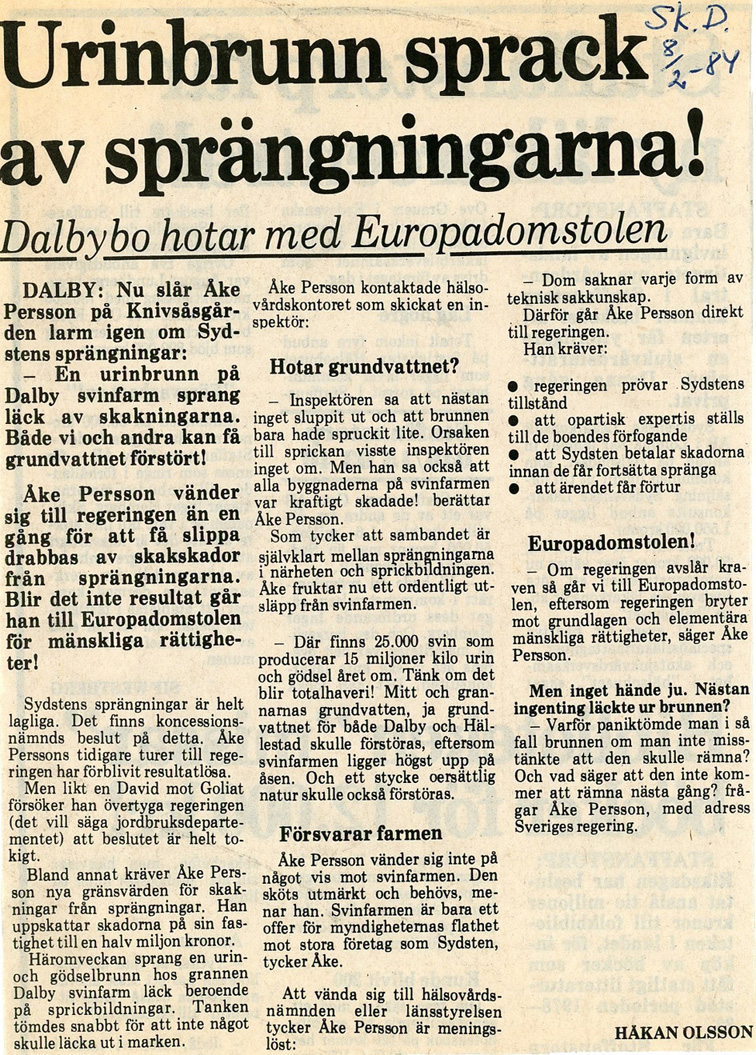 Urinbrunn sprack
Sk.D.
8/2-84
av sprängningarna!
Dalbybo hotar med Europadomstolen
DALBY: Nu slår Åke
Persson på Knivsåsgår-
den larm igen om Syd-
stens sprängningar:
– En urinbrunn på
Dalby svinfarm sprang
läck av skakningarna.
Både vi och andra kan få
grundvattnet förstört!
Åke Persson vänder
sig till regeringen än en
gång för att få slippa
drabbas av skakskador
från sprängningarna.
Blir det inte resultat går
han till Europadomstolen
för mänskliga rättighe-
ter!
Sydstens sprängningar är helt
lagliga. Det finns koncessions-
nämnds beslut på detta. Åke
Perssons tidigare turer till rege-
ringen har förblivit resultatlösa.
Men likt en David mot Goliat
försöker han övertyga regeringen
(det vill säga jordbruksdeparte-
mentet) att beslutet är helt to-
kigt.
Bland annat kräver Åke Pers-
son nya gränsvärden för skak-
ningar från sprängningar. Han
uppskattar skadorna på sin fas-
tighet till en halv miljon kronor.
Häromveckan sprang en urin-
och gödselbrunn hos grannen
Dalby svinfarm läck beroende
på sprickbildningar. Tanken
tömdes snabbt för att inte något
skulle läcka ut i marken.
Åke Persson kontaktade hälso-
vårdskontoret som skickat en in-
spektör:
Hotar grundvattnet?
– Inspektören sa att nästan
inget sluppit ut och att brunnen
bara hade spruckit lite. Orsaken
till sprickan visste inspektören
inget om. Men han sa också att
alla byggnaderna på svinfarmen
var kraftigt skadade! berättar
Åke Persson.
Som tycker att sambandet är
självklart mellan sprängningarna
i närheten och sprickbildningen.
Åke fruktar nu ett ordentligt ut-
släpp från svinfarmen.
– Där finns 25.000 svin som
producerar 15 miljoner kilo urin
och gödsel året om. Tänk om det
blir totalhaveri! Mitt och gran-
narnas grundvatten, ja grund-
vattnet för både Dalby och Häl-
lestad skulle förstöras, eftersom
svinfarmen ligger högst upp på
åsen. Och ett stycke oersättlig
natur skulle också förstöras.
Försvarar farmen
Åke Persson vänder sig inte på
något vis mot svinfarmen. Den
sköts utmärkt och behövs, me-
nar han. Svinfarmen är bara ett
offer för myndigheternas flathet
mot stora företag som Sydsten,
tycker Åke.
Att vända sig till hälsovårds-
nämnden eller länsstyrelsen
tycker Åke Persson är menings-
löst:
– Dom saknar varje form av
teknisk sakkunskap.
Därför går Åke Persson direkt
till regeringen.
Han kräver:
● regeringen prövar Sydstens
tillstånd
● att opartisk expertis ställs
till de boendes förfogande
● att Sydsten betalar skadorna
innan de får fortsätta spränga
● att ärendet får förtur
Europadomstolen!
– Om regeringen avslår kra-
ven så går vi till Europadomsto-
len, eftersom regeringen bryter
mot grundlagen och elementära
mänskliga rättigheter, säger Åke
Persson.
Men inget hände ju. Nästan
ingenting läckte ur brunnen?
– Varför paniktömde man i så
fall brunnen om man inte miss-
tänkte att den skulle rämna?
Och vad säger att den inte kom-
mer att rämna nästa gång? frå-
gar Åke Persson, med adress
Sveriges regering.
HÅKAN OLSSON